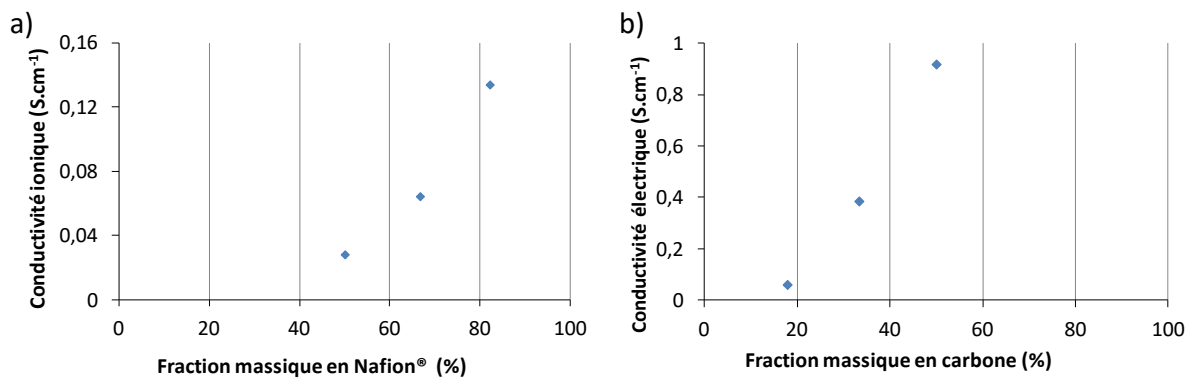 a)
Conductivité ionique (S.cm⁻¹)
0,16
0,12
0,08
0,04
0
0 20 40 60 80 100
Fraction massique en Nafion® (%)
b)
Conductivité électrique (S.cm⁻¹)
1
0,8
0,6
0,4
0,2
0
0 20 40 60 80 100
Fraction massique en carbone (%)